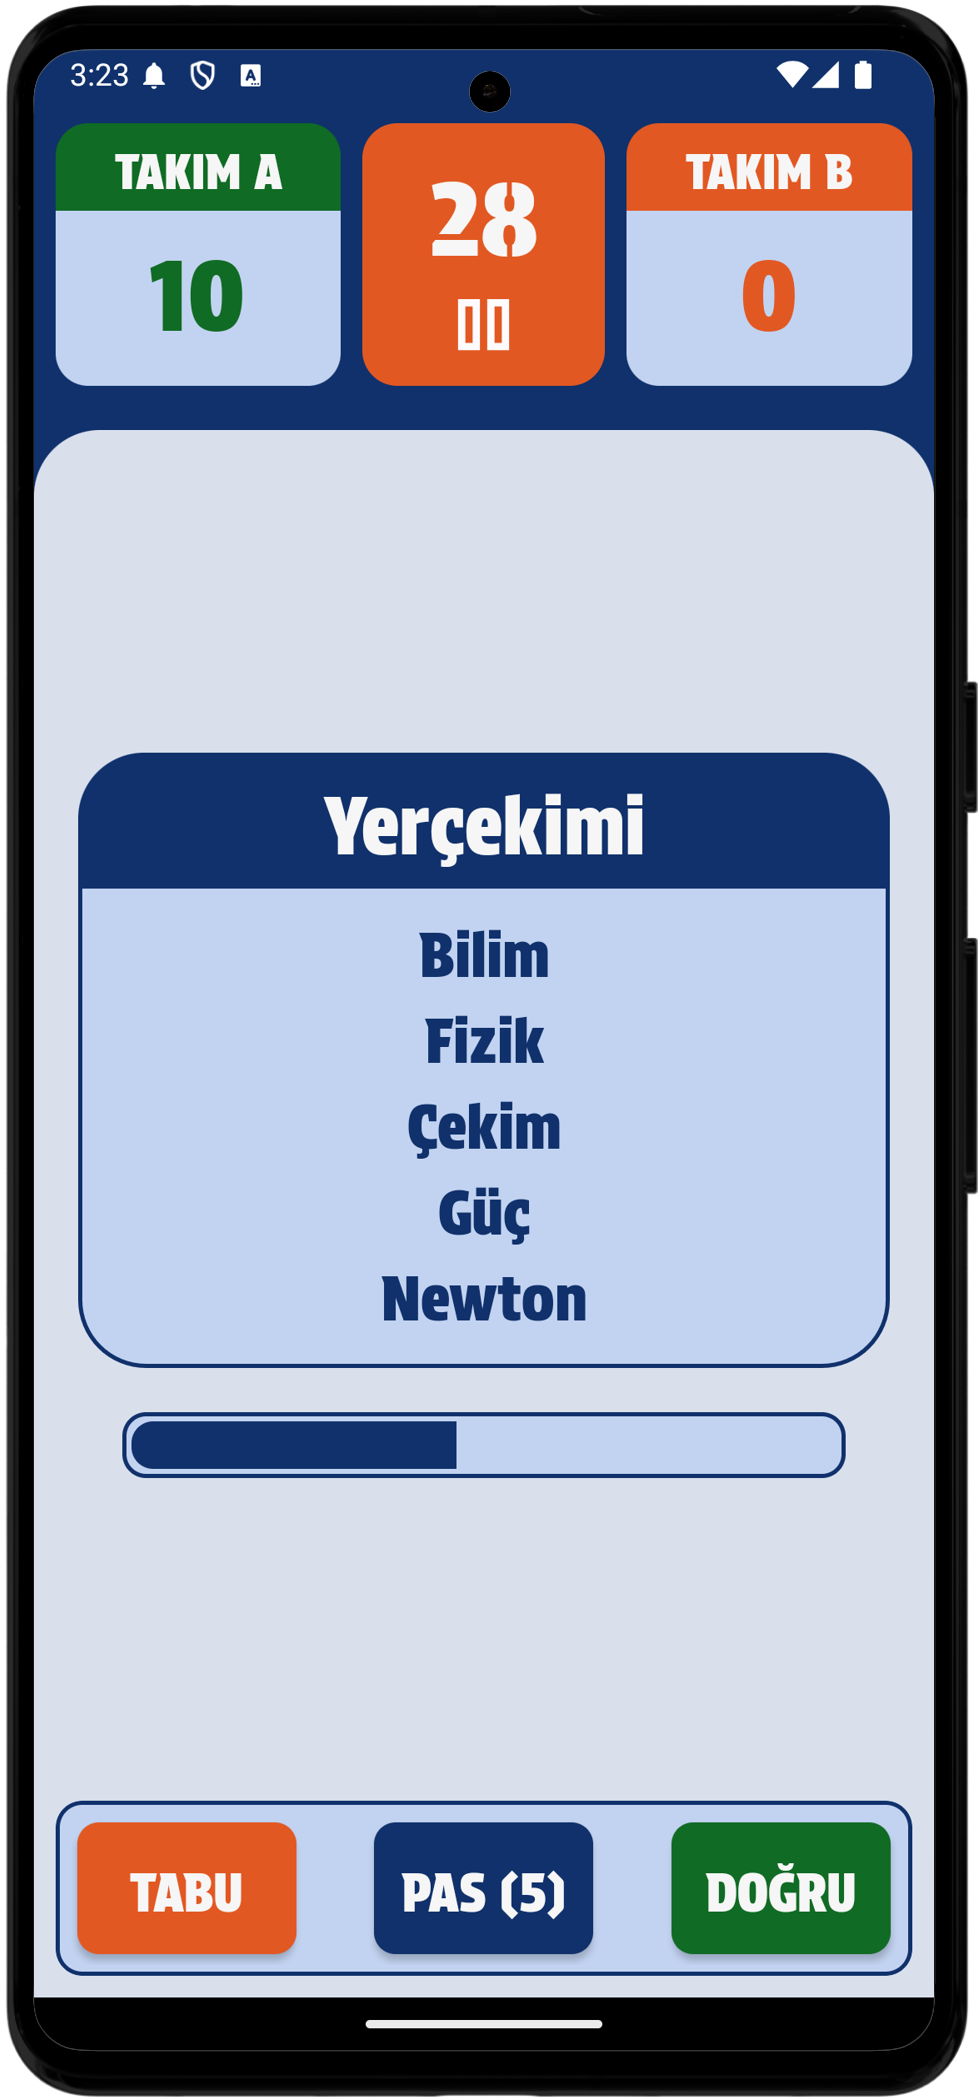 3:23
TAKIM A
28
TAKIM B
10
0
Yerçekimi
Bilim
Fizik
Çekim
Güç
Newton
TABU
PAS (5)
DOĞRU